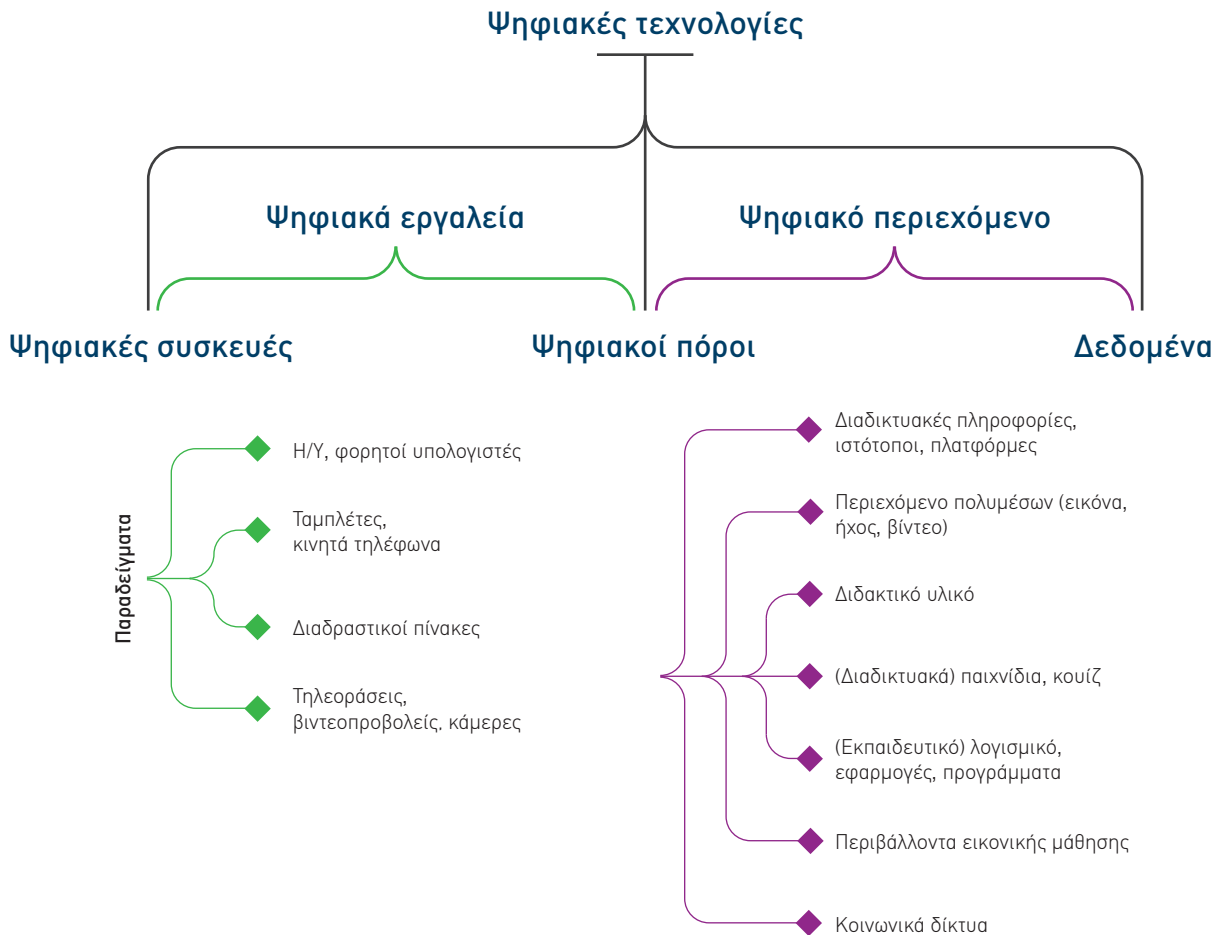 Ψηφιακές τεχνολογίες
Ψηφιακά εργαλεία
Ψηφιακό περιεχόμενο
Ψηφιακές συσκευές
Ψηφιακοί πόροι
Δεδομένα
Παραδείγματα
Η/Υ, φορητοί υπολογιστές
Ταμπλέτες,
κινητά τηλέφωνα
Διαδραστικοί πίνακες
Τηλεοράσεις,
βιντεοπροβολείς, κάμερες
Διαδικτυακές πληροφορίες,
ιστότοποι, πλατφόρμες
Περιεχόμενο πολυμέσων (εικόνα,
ήχος, βίντεο)
Διδακτικό υλικό
(Διαδικτυακά) παιχνίδια, κουίζ
(Εκπαιδευτικό) λογισμικό,
εφαρμογές, προγράμματα
Περιβάλλοντα εικονικής μάθησης
Κοινωνικά δίκτυα